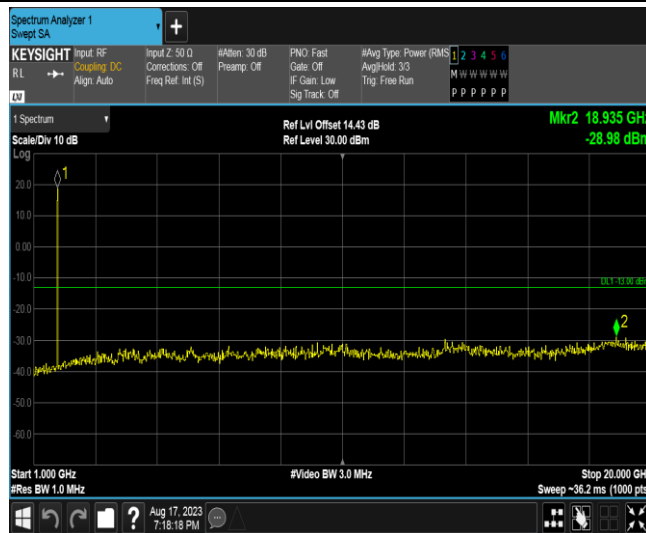 Spectrum Analyzer 1
Swept SA
+
KEYSIGHT
RL
LXI
Input: RF
Coupling: DC
Align: Auto
Input Z: 50 Ω
Corrections: Off
Freq Ref: Int (S)
#Atten: 30 dB
Preamp: Off
PNO: Fast
Gate: Off
IF Gain: Low
Sig Track: Off
#Avg Type: Power (RMS
Avg|Hold: 3/3
Trig: Free Run
1 2 3 4 5 6
M W W W W W
P P P P P P
1 Spectrum
Scale/Div 10 dB
Log
Ref Lvl Offset 14.43 dB
Ref Level 30.00 dBm
Mkr2 18.935 GHz
-28.98 dBm
1
20.0
10.0
0.00
-10.0
DL1 -13.00 dBm
-20.0
2
-30.0
-40.0
-50.0
-60.0
Start 1.000 GHz
#Res BW 1.0 MHz
#Video BW 3.0 MHz
Stop 20.000 GHz
Sweep ~36.2 ms (1000 pts)
?
Aug 17, 2023
7:18:18 PM